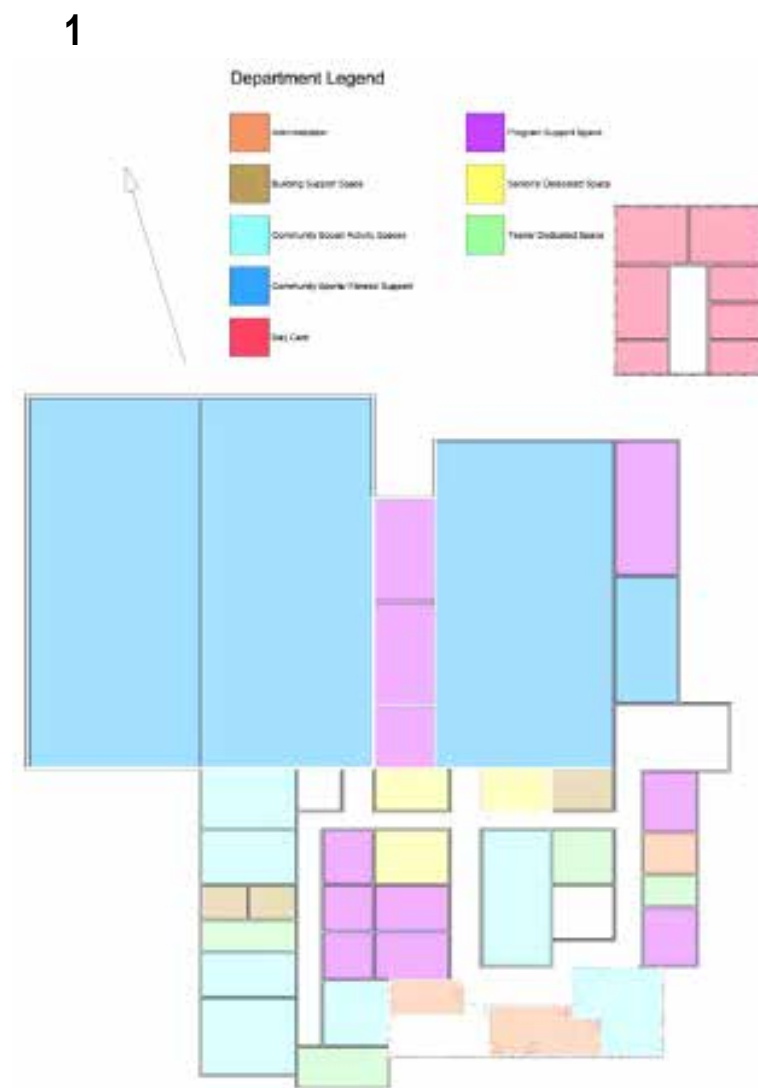 1
Department Legend
Administration
Program Support Space
Building Support Space
Seniors Dedicated Space
Community Social Activity Spaces
Teens Dedicated Space
Community Sports/ Fitness Support
Day Care